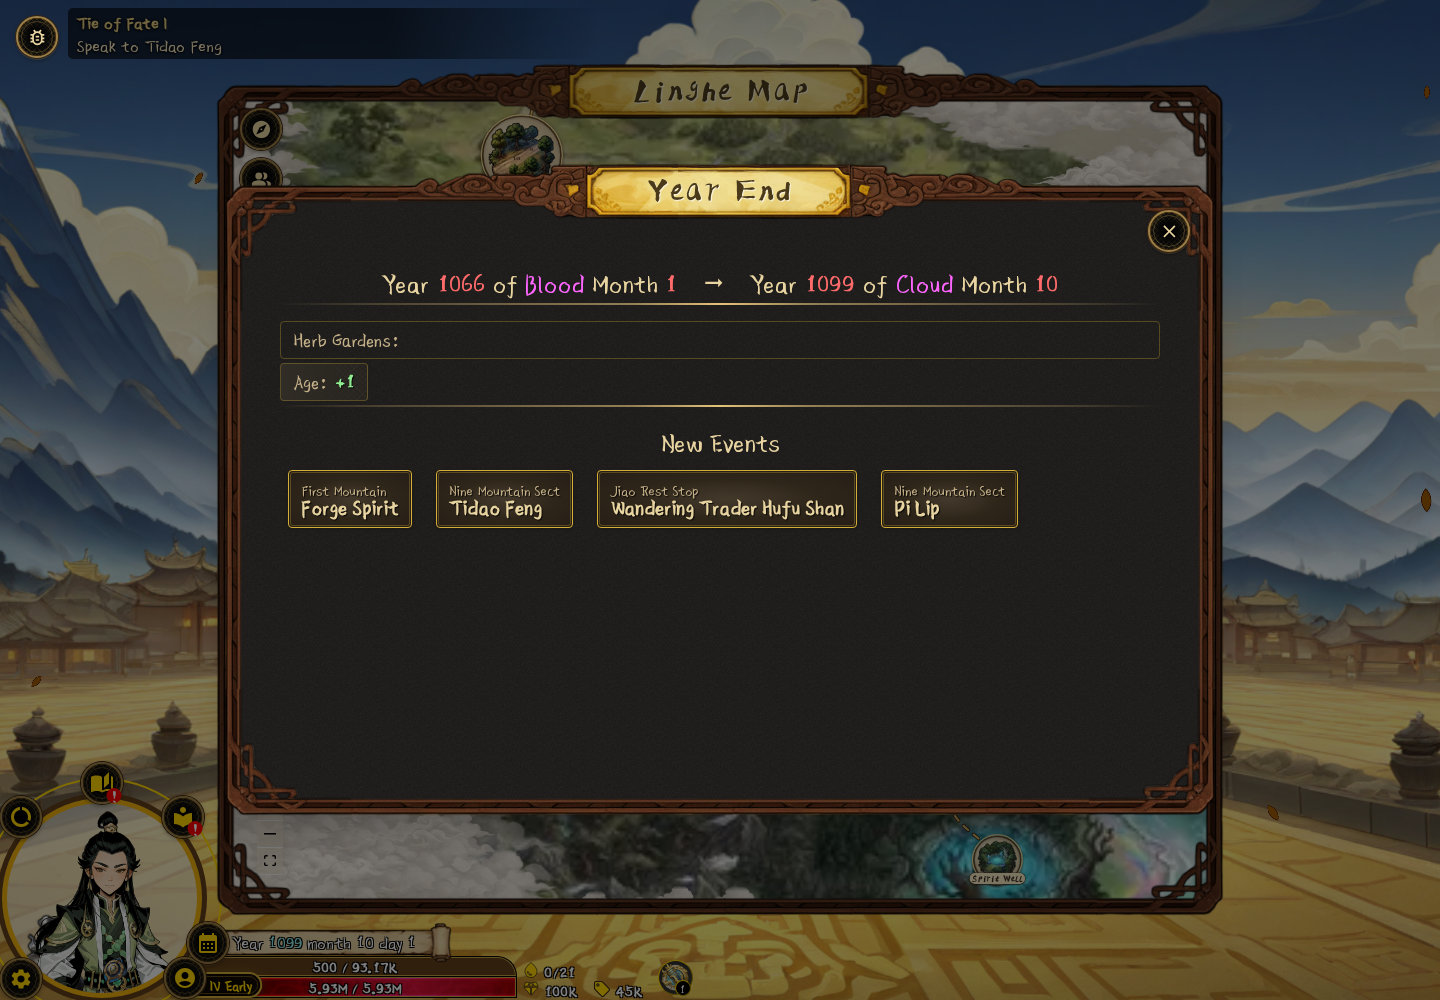 Tie of Fate I
Speak to Tidao Feng
Linghe Map
Year End
Year 1066 of Blood Month 1 → Year 1099 of Cloud Month 10
Herb Gardens:
Age: +1
New Events
First Mountain
Forge Spirit
Nine Mountain Sect
Tidao Feng
Jiao Rest Stop
Wandering Trader Hufu Shan
Nine Mountain Sect
Pi Lip
Spirit Well
Year 1099 month 10 day 1
500 / 93.17K
IV Early
5.93M / 5.93M
0/21
100K
45K
f